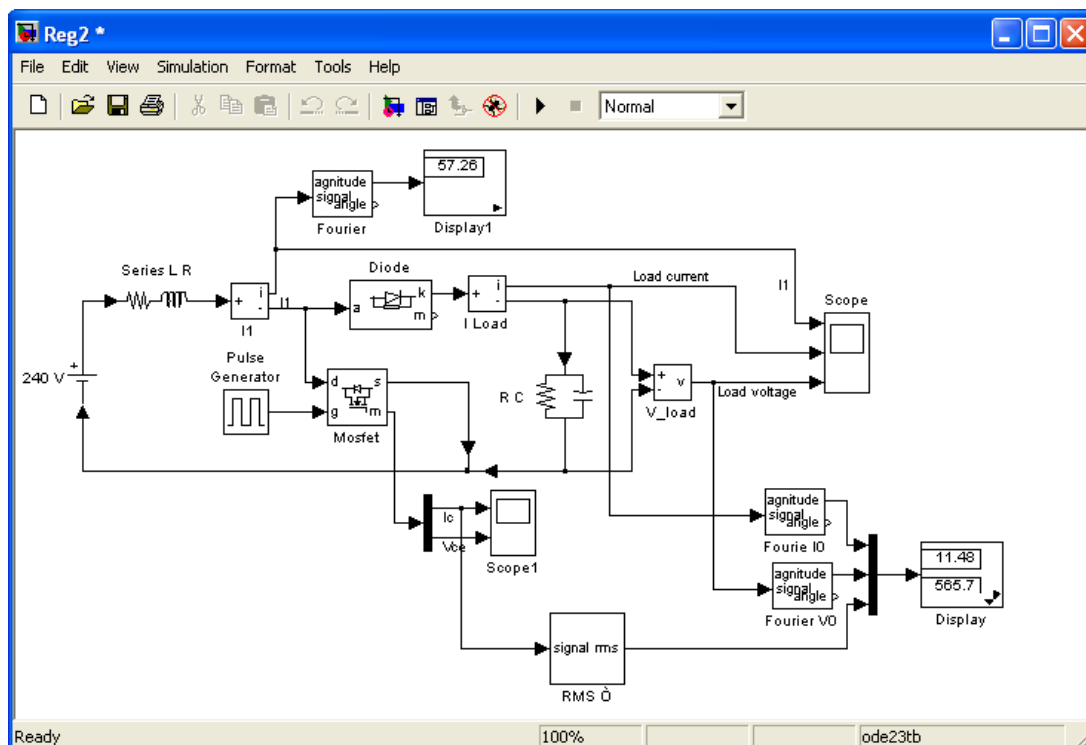 Reg2 *
File Edit View Simulation Format Tools Help
Normal
57.26
agnitude
signal
angle
Fourier
Display1
Series L R
Diode
Load current
I1
Scope
+
i
-
I1
I1
a
k
m
+
i
-
I Load
240 V
+
Pulse
Generator
d
s
g
m
Mosfet
R C
+
v
-
V_load
Load voltage
Ic
Vce
Scope1
agnitude
signal
angle
Fourie I0
agnitude
signal
angle
Fourier V0
11.48
565.7
Display
signal rms
RMS Ò
Ready
100%
ode23tb